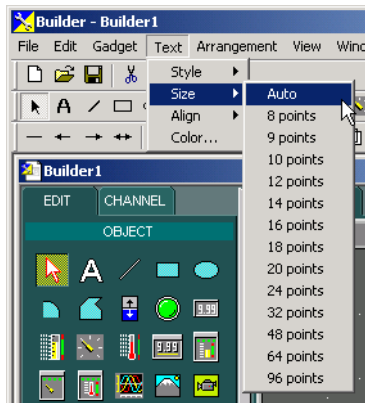 Builder - Builder1
File Edit Gadget Text Arrangement View
A
Style
Size
Align
Color...
Auto
8 points
9 points
10 points
12 points
14 points
16 points
18 points
20 points
24 points
32 points
48 points
64 points
96 points
Builder1
EDIT CHANNEL
OBJECT
A
9.99
9.99